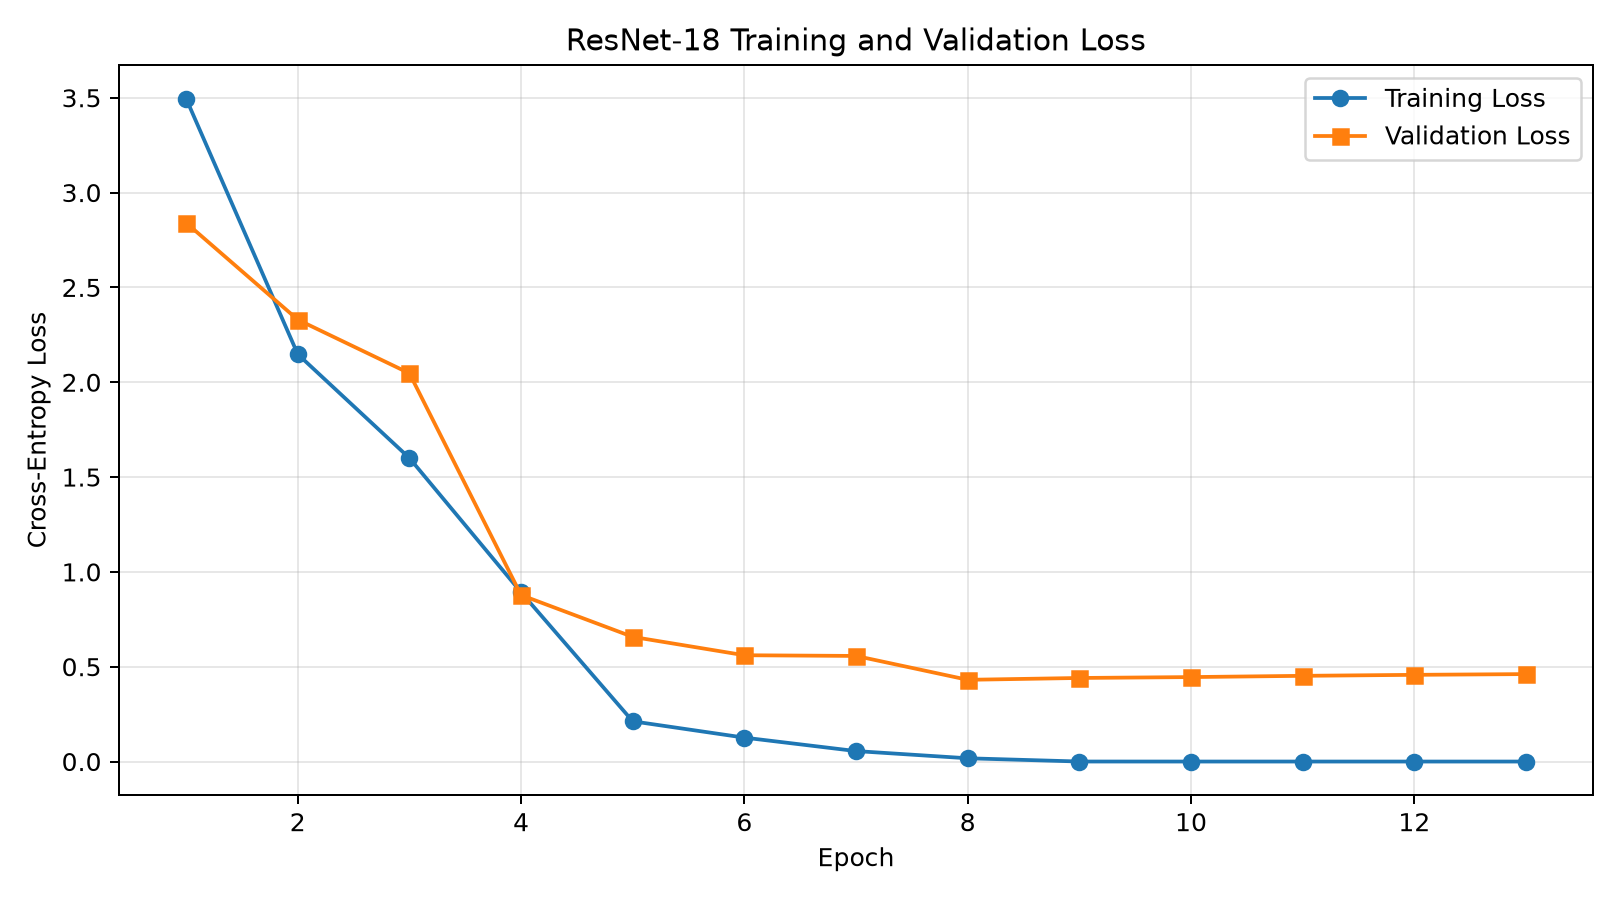 ResNet-18 Training and Validation Loss
Training Loss
Validation Loss
Cross-Entropy Loss
3.5
3.0
2.5
2.0
1.5
1.0
0.5
0.0
2 4 6 8 10 12
Epoch